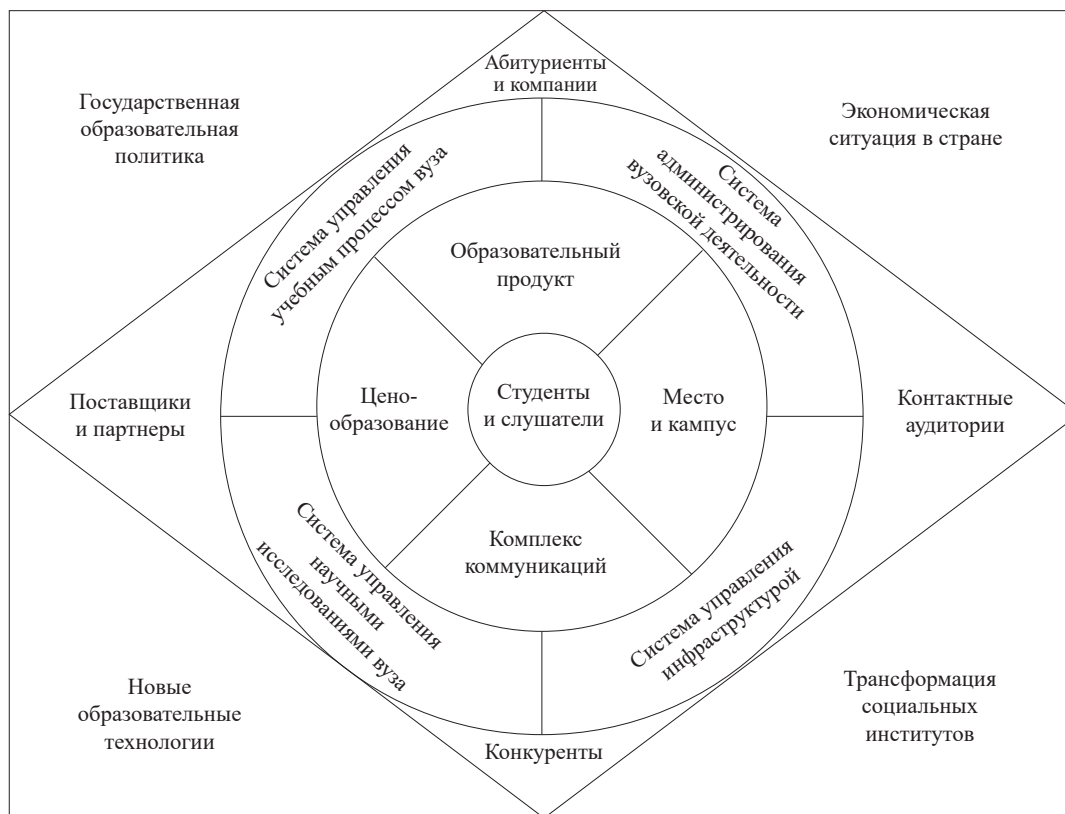 Абитуриенты
и компании
Государственная
образовательная
политика
Экономическая
ситуация в стране
Система управления
учебным процессом вуза
Система
администрирования
вузовской деятельности
Образовательный
продукт
Поставщики
и партнеры
Цено-
образование
Студенты
и слушатели
Место
и кампус
Контактные
аудитории
Комплекс
коммуникаций
Система управления
научными
исследованиями вуза
Система управления
инфраструктурой
Новые
образовательные
технологии
Конкуренты
Трансформация
социальных
институтов